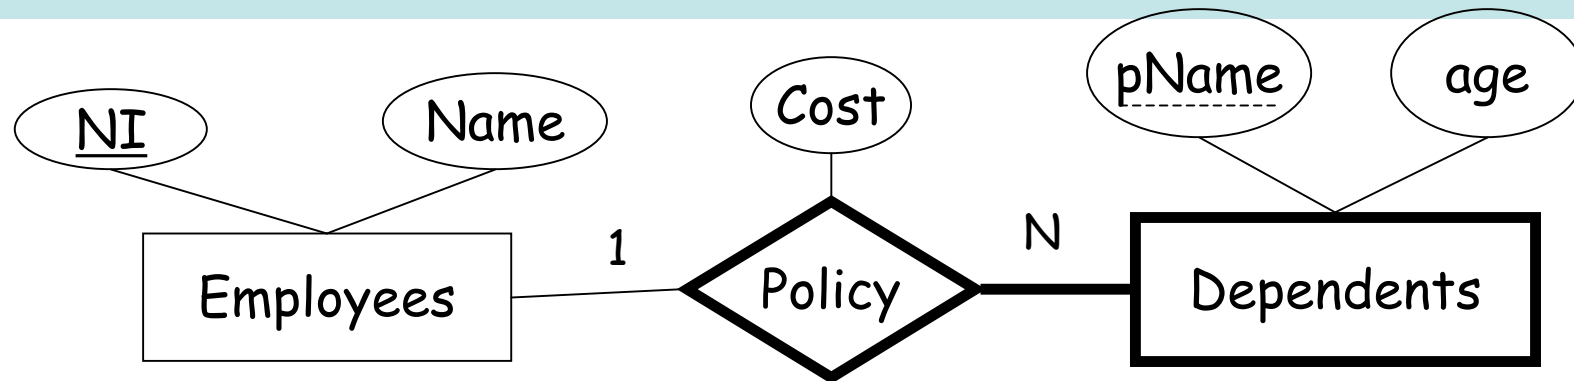 NI
Name
Cost
pName
age
Employees
1
Policy
N
Dependents